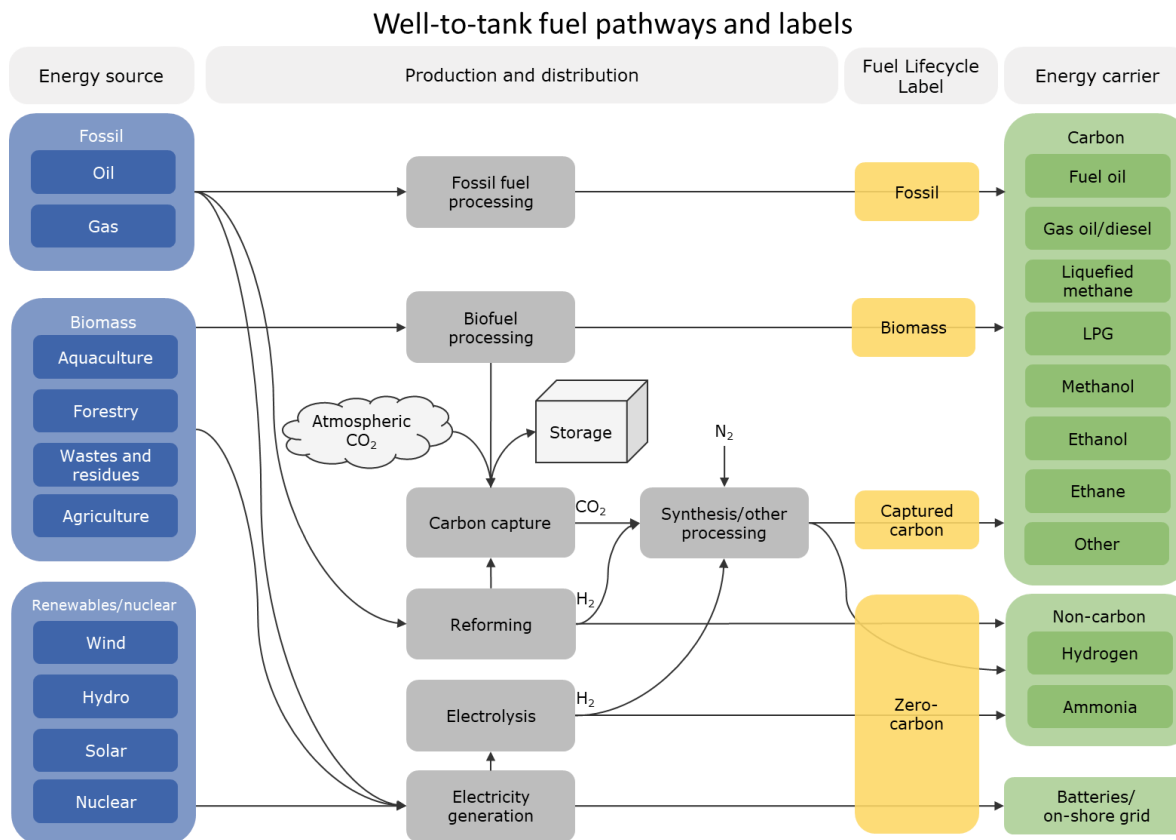 Well-to-tank fuel pathways and labels
Energy source
Production and distribution
Fuel Lifecycle
Label
Energy carrier
Fossil
Oil
Gas
Fossil fuel
processing
Fossil
Carbon
Fuel oil
Gas oil/diesel
Liquefied
methane
LPG
Methanol
Ethanol
Ethane
Other
Biomass
Aquaculture
Forestry
Wastes and
residues
Agriculture
Biofuel
processing
Biomass
Atmospheric
CO₂
Storage
N₂
Carbon capture
CO₂
Synthesis/other
processing
Captured
carbon
Renewables/nuclear
Wind
Hydro
Solar
Nuclear
Reforming
H₂
Electrolysis
H₂
Electricity
generation
Zero-
carbon
Non-carbon
Hydrogen
Ammonia
Batteries/
on-shore grid